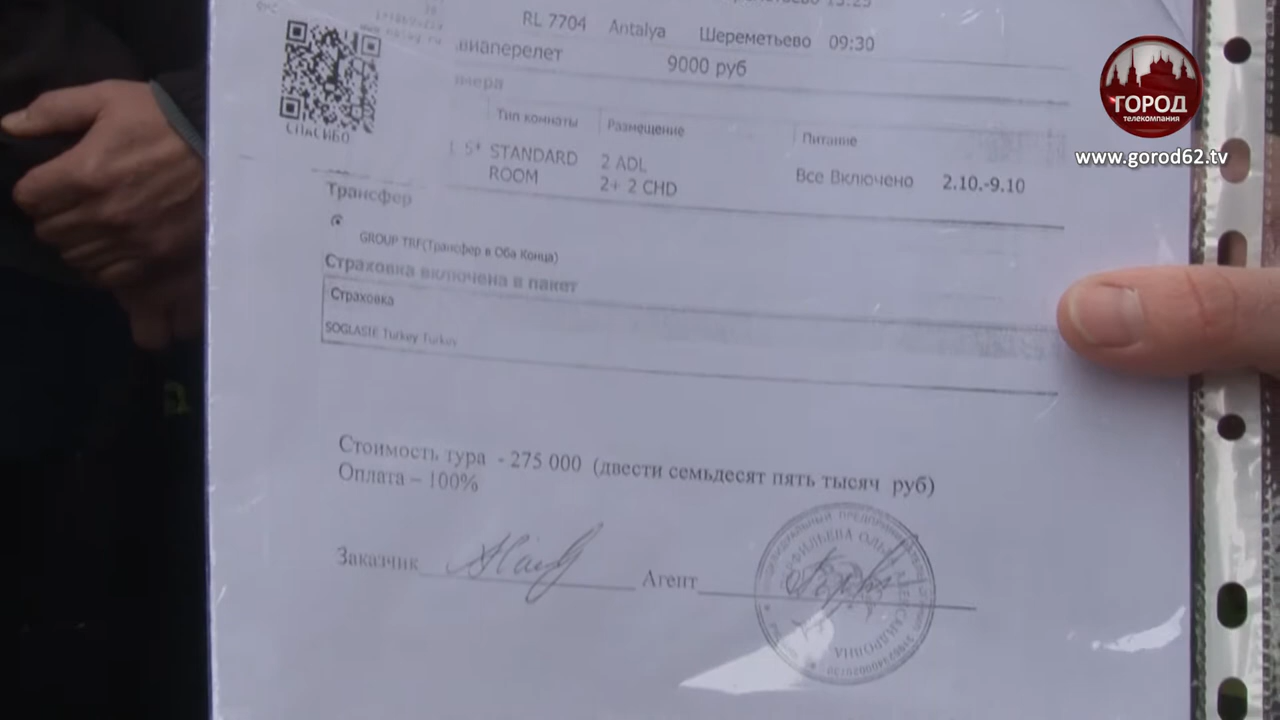 RL 7704 Antalya Шереметьево 09:30
виаперелет 9000 руб
Тип комнаты Размещение Питание
5* STANDARD ROOM 2 ADL 2+ 2 CHD Все Включено 2.10.-9.10
СПАСИБО
Трансфер
GROUP TRF(Трансфер в Оба Конца)
Страховка включена в пакет
Страховка
SOGLASIE Turkey Turkey
Стоимость тура - 275 000 (двести семьдесят пять тысяч руб)
Оплата – 100%
Заказчик Агент
ГОРОД
телекомпания
www.gorod62.tv